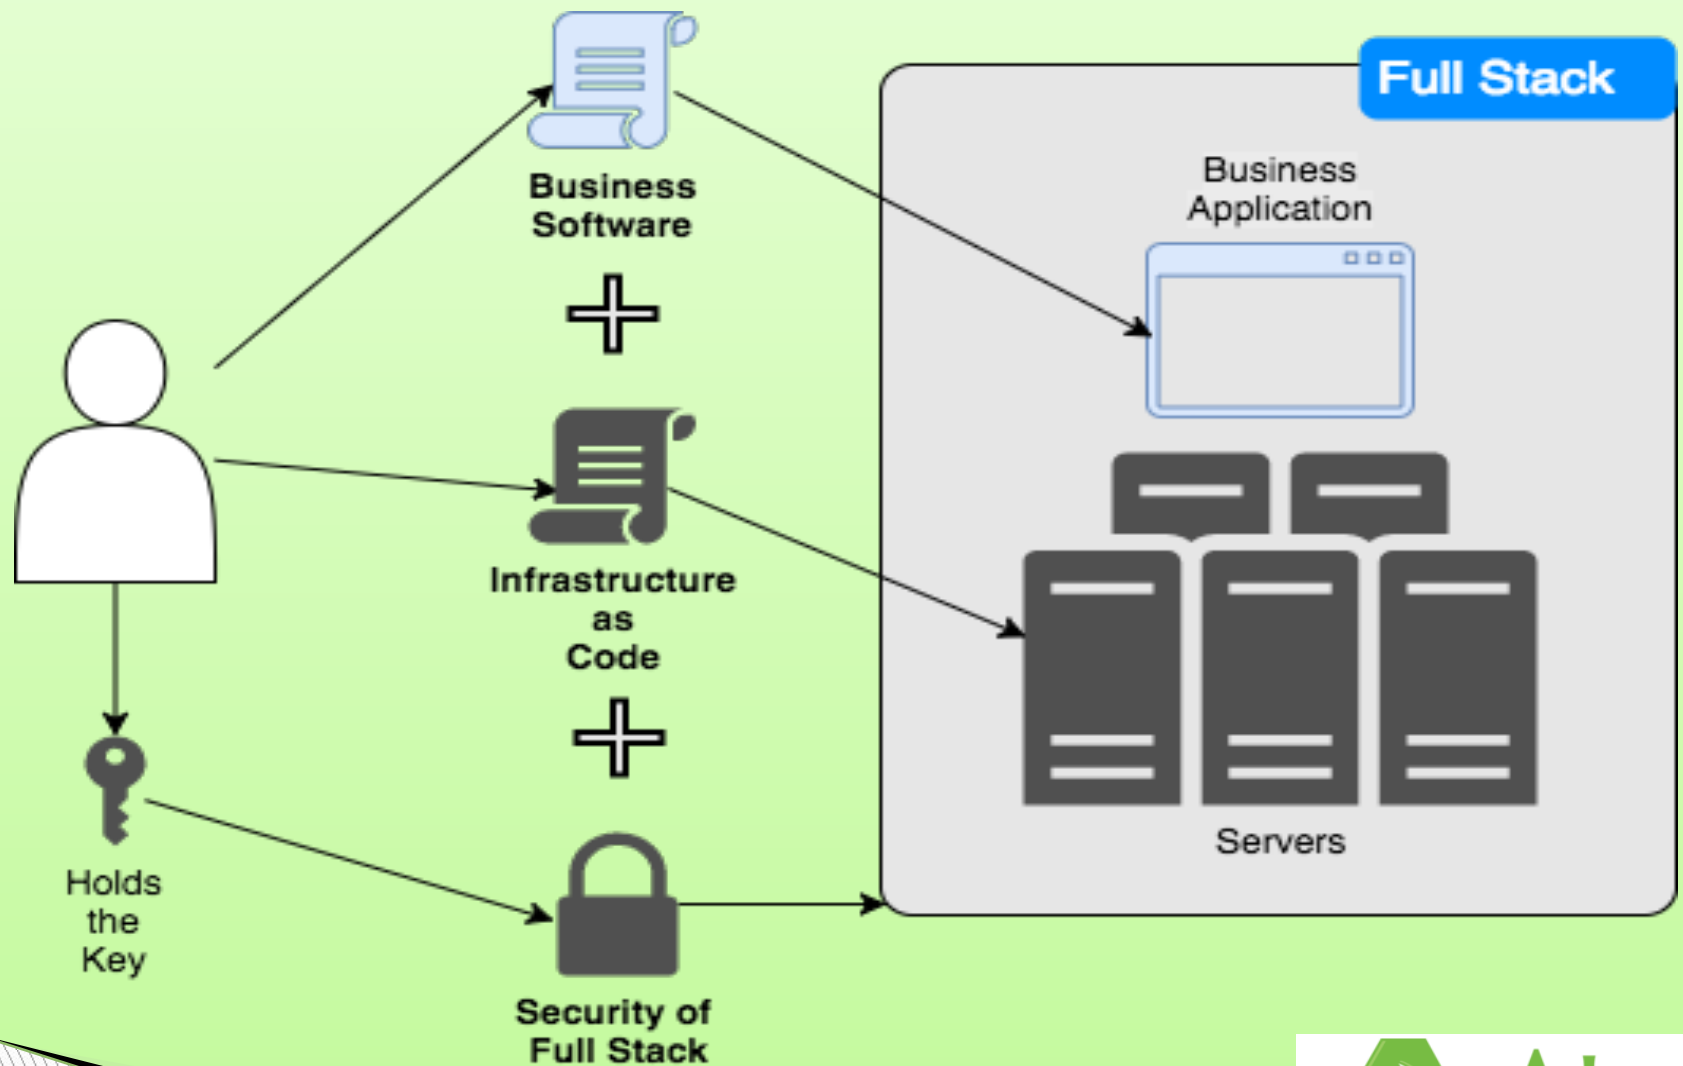 Full Stack
Business
Software
Business
Application
Infrastructure
as
Code
Servers
Holds
the
Key
Security of
Full Stack